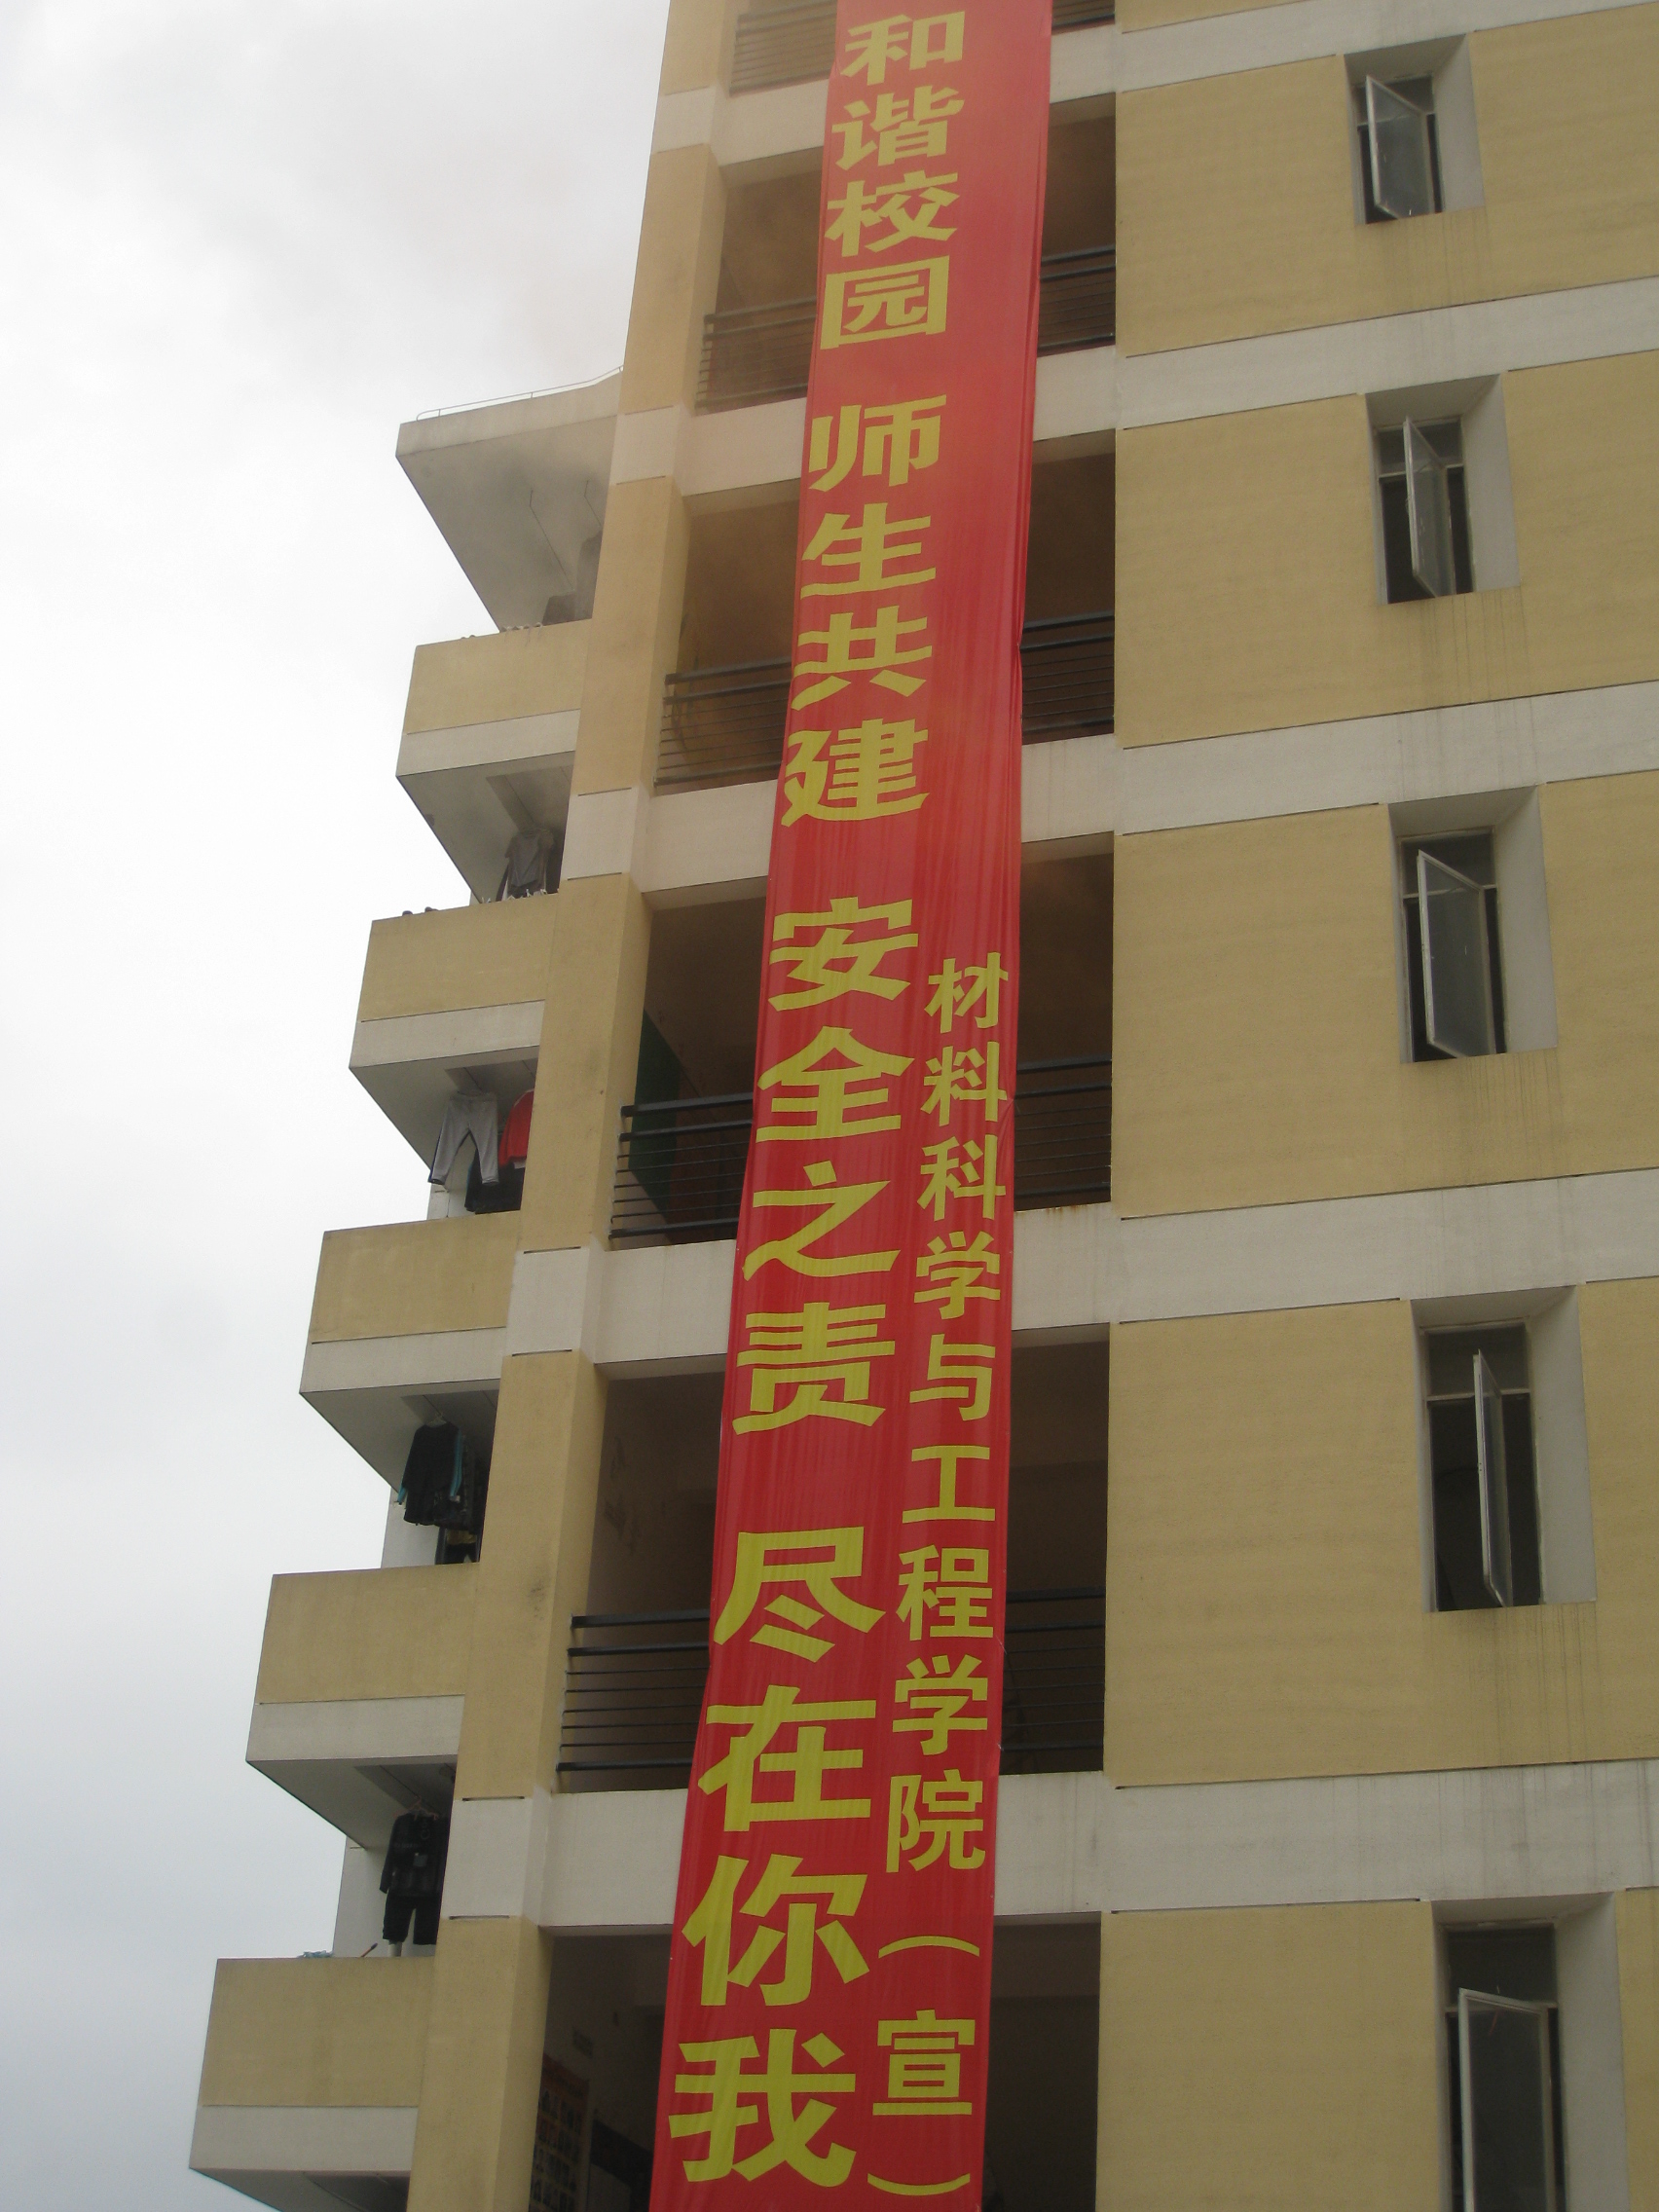 和谐校园 师生共建 安全之责 尽在你我
材料科学与工程学院（宣）